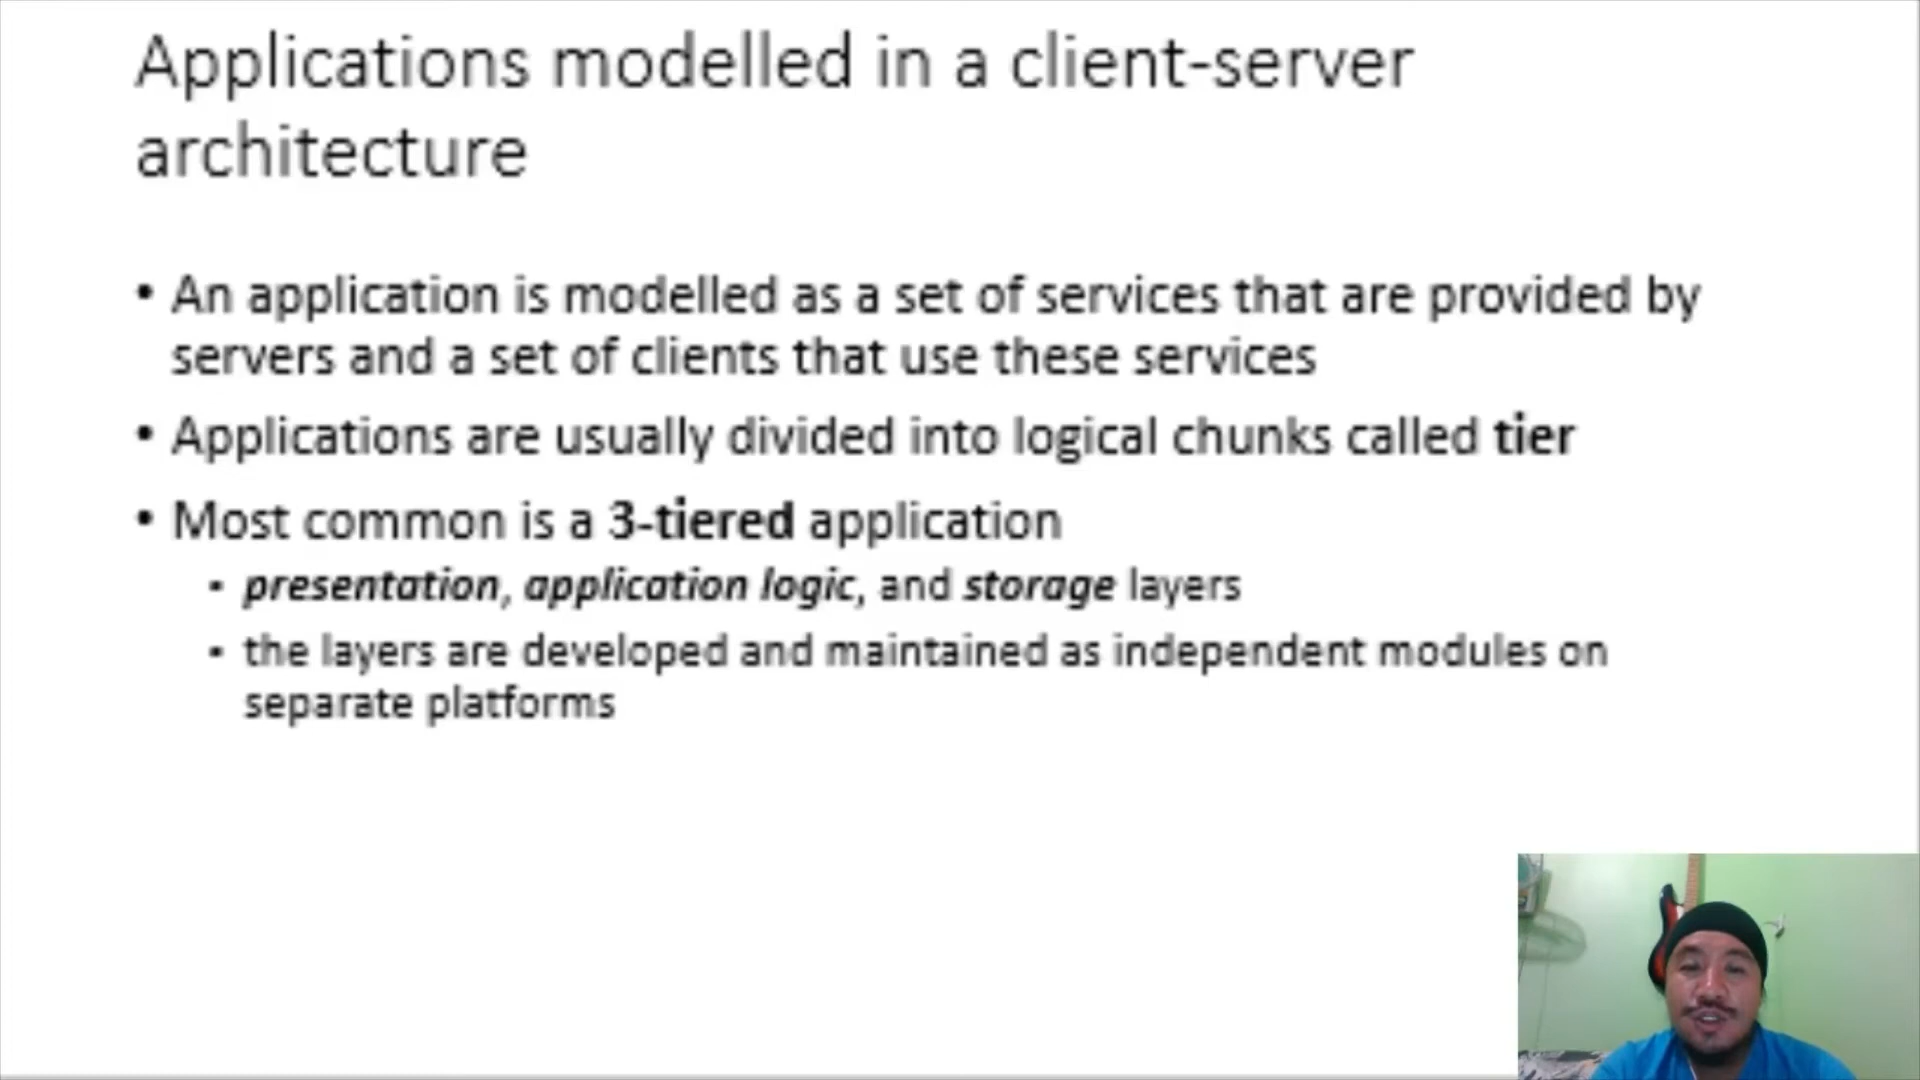 Applications modelled in a client-server
architecture
• An application is modelled as a set of services that are provided by
servers and a set of clients that use these services
• Applications are usually divided into logical chunks called tier
• Most common is a 3-tiered application
▪ presentation, application logic, and storage layers
▪ the layers are developed and maintained as independent modules on
separate platforms